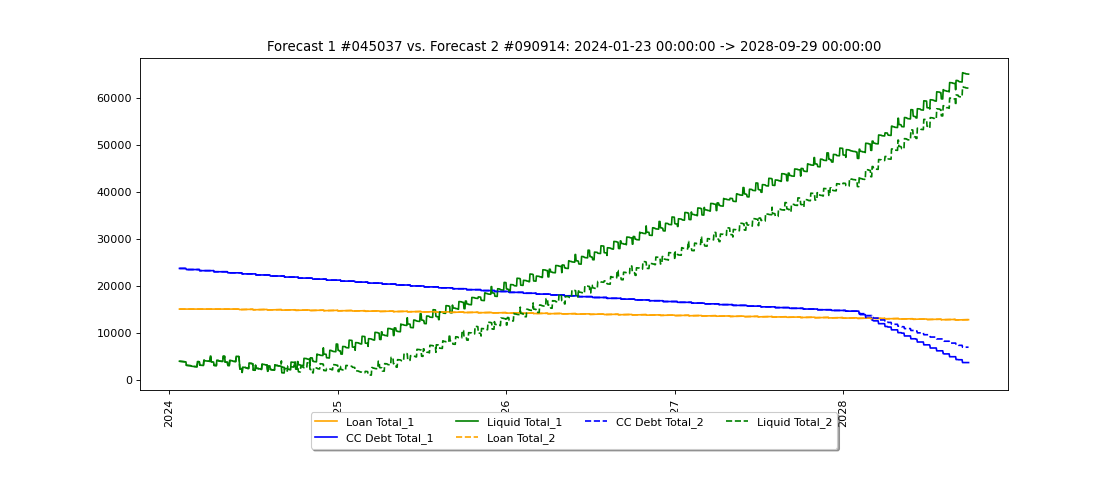 Forecast 1 #045037 vs. Forecast 2 #090914: 2024-01-23 00:00:00 -> 2028-09-29 00:00:00
60000
50000
40000
30000
20000
10000
0
2024
25
26
27
2028
Loan Total_1
Liquid Total_1
CC Debt Total_2
Liquid Total_2
CC Debt Total_1
Loan Total_2